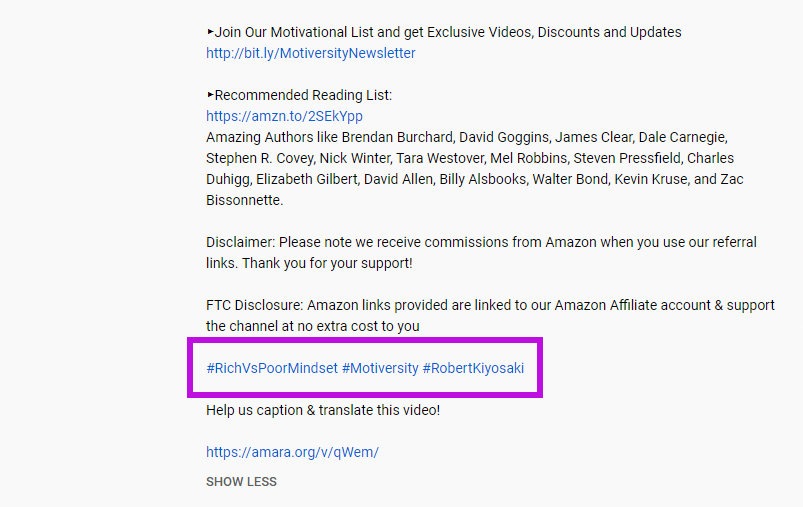 ‣Join Our Motivational List and get Exclusive Videos, Discounts and Updates
http://bit.ly/MotiversityNewsletter
‣Recommended Reading List:
https://amzn.to/2SEkYpp
Amazing Authors like Brendan Burchard, David Goggins, James Clear, Dale Carnegie,
Stephen R. Covey, Nick Winter, Tara Westover, Mel Robbins, Steven Pressfield, Charles
Duhigg, Elizabeth Gilbert, David Allen, Billy Alsbooks, Walter Bond, Kevin Kruse, and Zac
Bissonnette.
Disclaimer: Please note we receive commissions from Amazon when you use our referral
links. Thank you for your support!
FTC Disclosure: Amazon links provided are linked to our Amazon Affiliate account & support
the channel at no extra cost to you
#RichVsPoorMindset #Motiversity #RobertKiyosaki
Help us caption & translate this video!
https://amara.org/v/qWem/
SHOW LESS